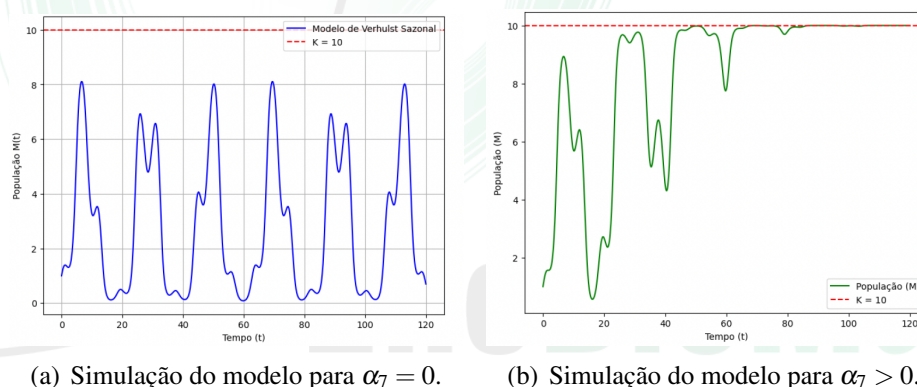 Modelo de Verhulst Sazonal
K = 10
10
8
6
4
2
0
População M(t)
0 20 40 60 80 100 120
Tempo (t)
10
8
6
4
2
População (M)
População (M)
K = 10
0 20 40 60 80 100 120
Tempo (t)
(a) Simulação do modelo para α₇ = 0.
(b) Simulação do modelo para α₇ > 0.